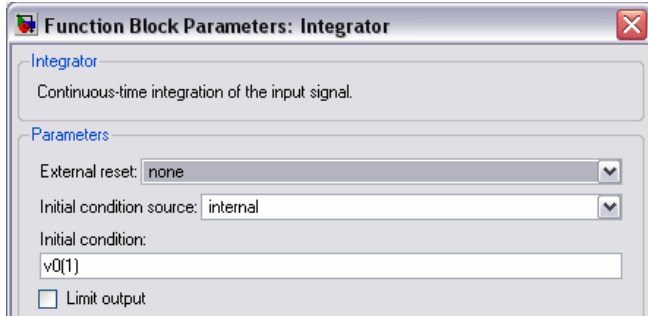 Function Block Parameters: Integrator
Integrator
Continuous-time integration of the input signal.
Parameters
External reset: none
Initial condition source: internal
Initial condition:
v0(1)
Limit output